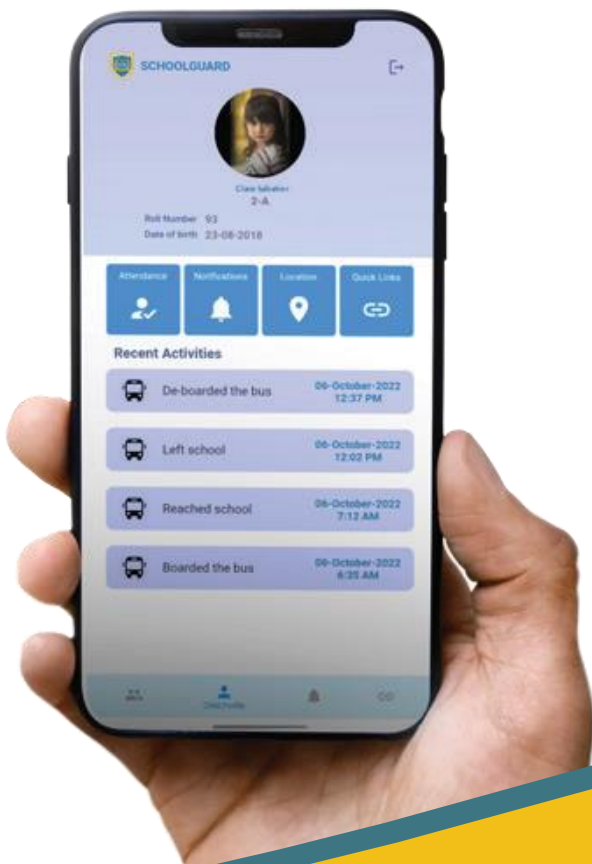 SCHOOLGUARD
2-A
Roll Number 93
Date of birth 23-08-2018
Attendance Notifications Location Quick Links
Recent Activities
De-boarded the bus 06-October-2022
12:37 PM
Left school 06-October-2022
12:02 PM
Reached school 06-October-2022
7:12 AM
Boarded the bus 06-October-2022
6:35 AM